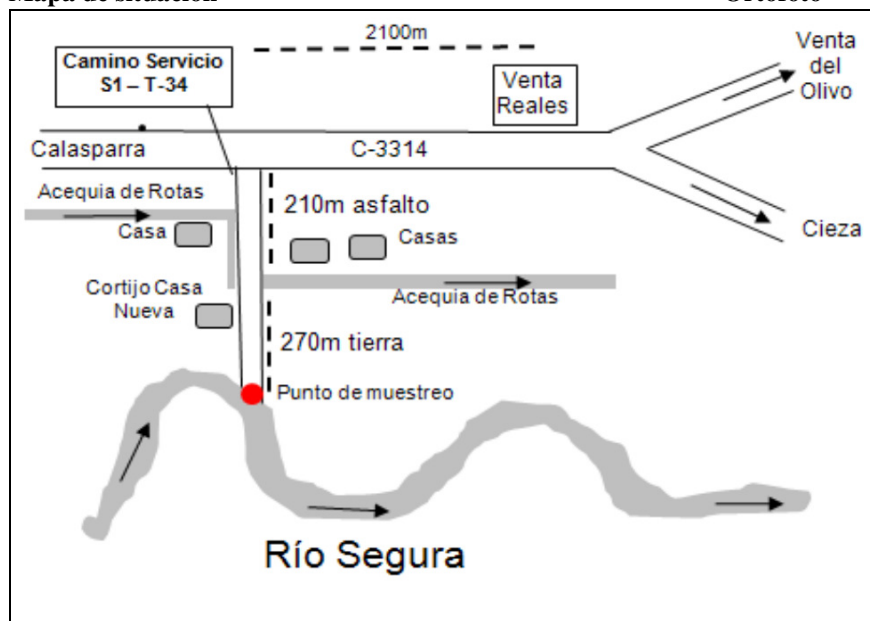 Mapa de situación
Ortofoto
2100m
Camino Servicio
S1 – T-34
Venta
Reales
Venta
del
Olivo
Calasparra
C-3314
Acequia de Rotas
210m asfalto
Casa
Casas
Cieza
Cortijo Casa
Nueva
Acequia de Rotas
270m tierra
Punto de muestreo
Río Segura